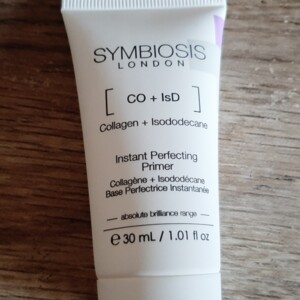 SYMBIOSIS
LONDON
[ CO + IsD ]
Collagen + Isododecane
Instant Perfecting
Primer
Collagène + Isododécane
Base Perfectrice Instantanée
absolute brilliance range
e 30 mL / 1.01 fl oz